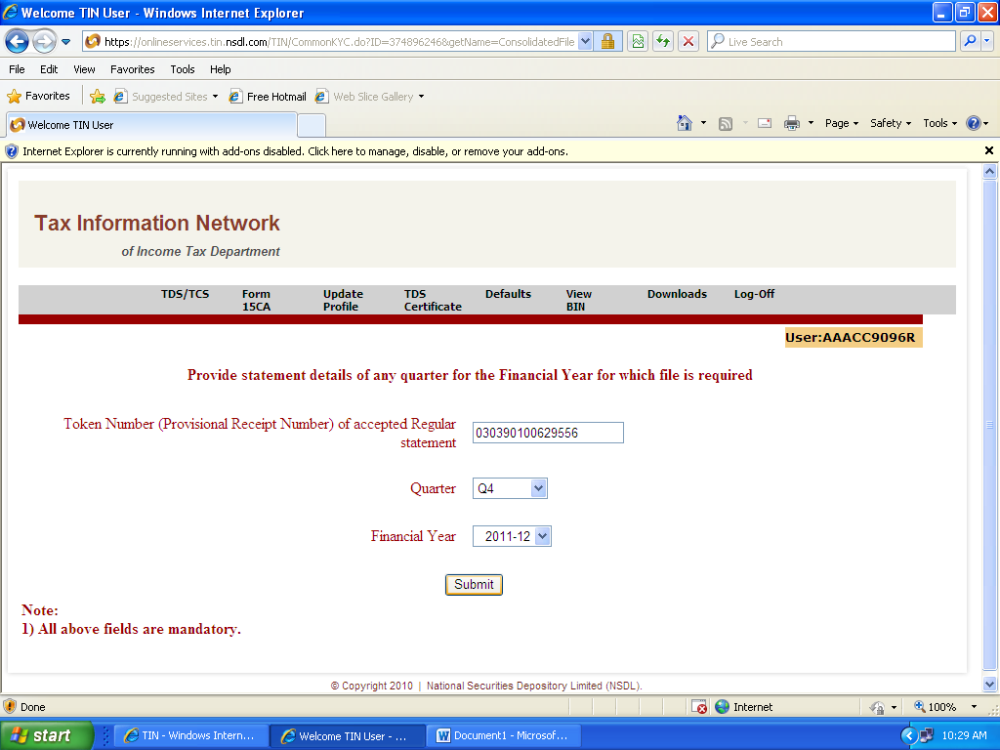 Welcome TIN User - Windows Internet Explorer
https://onlineservices.tin.nsdl.com/TIN/CommonKYC.do?ID=374896246&getName=ConsolidatedFile
Live Search
File Edit View Favorites Tools Help
Favorites Suggested Sites Free Hotmail Web Slice Gallery
Welcome TIN User
Page Safety Tools
Internet Explorer is currently running with add-ons disabled. Click here to manage, disable, or remove your add-ons.
Tax Information Network
of Income Tax Department
TDS/TCS Form Update TDS Defaults View Downloads Log-Off
15CA Profile Certificate BIN
User:AAACC9096R
Provide statement details of any quarter for the Financial Year for which file is required
Token Number (Provisional Receipt Number) of accepted Regular
statement
030390100629556
Quarter Q4
Financial Year 2011-12
Submit
Note:
1) All above fields are mandatory.
© Copyright 2010 | National Securities Depository Limited (NSDL).
Done Internet 100%
start TIN - Windows Intern... Welcome TIN User - ... Document1 - Microsof... 10:29 AM